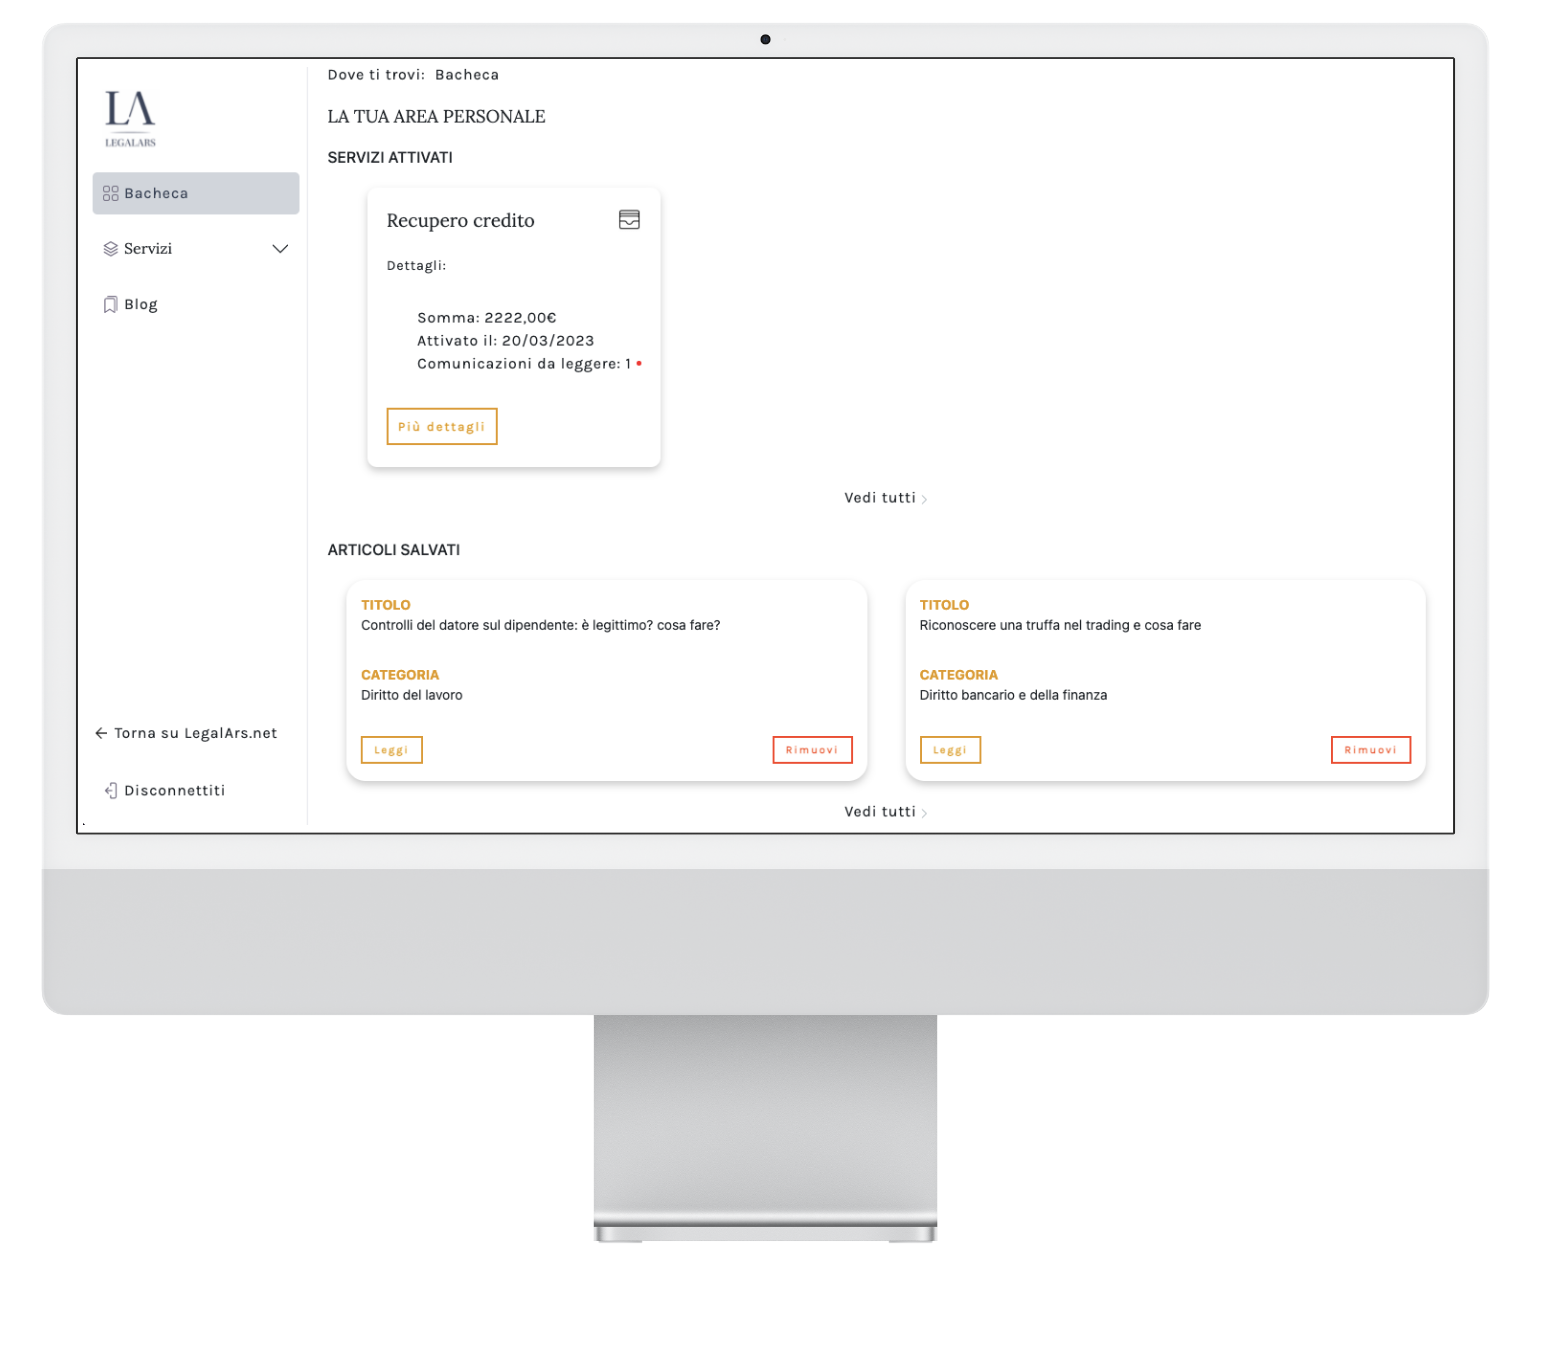 LA
LEGALARS
Bacheca
Servizi
Blog
Torna su LegalArs.net
Disconnettiti
Dove ti trovi: Bacheca
LA TUA AREA PERSONALE
SERVIZI ATTIVATI
Recupero credito
Dettagli:
Somma: 2222,00€
Attivato il: 20/03/2023
Comunicazioni da leggere: 1
Più dettagli
Vedi tutti
ARTICOLI SALVATI
TITOLO
Controlli del datore sul dipendente: è legittimo? cosa fare?
CATEGORIA
Diritto del lavoro
Leggi
Rimuovi
TITOLO
Riconoscere una truffa nel trading e cosa fare
CATEGORIA
Diritto bancario e della finanza
Leggi
Rimuovi
Vedi tutti